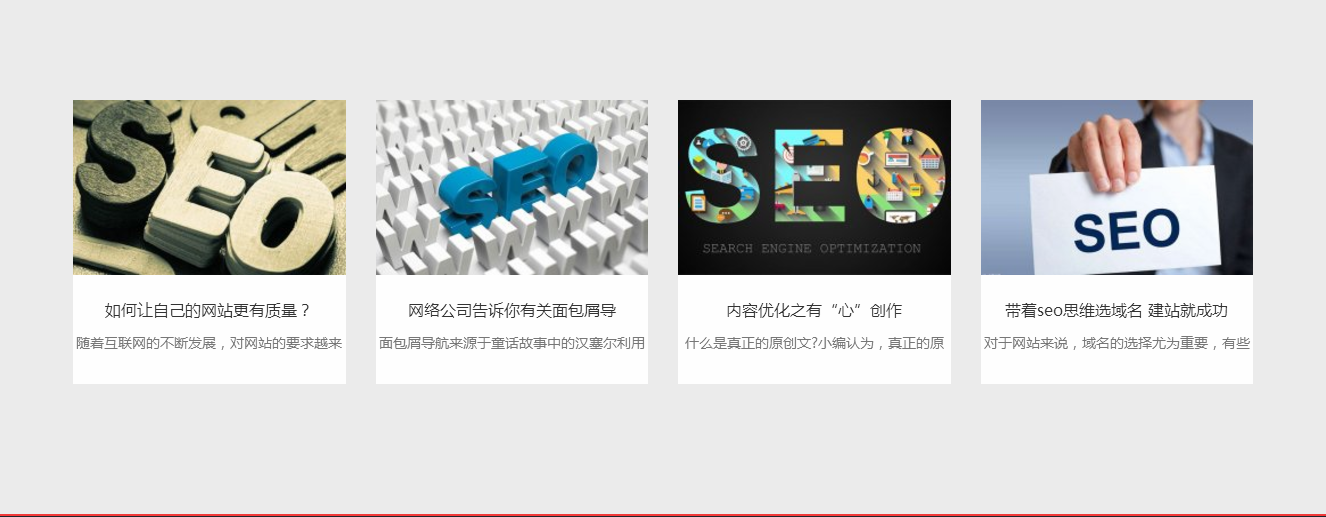 SEO
SEO
SEO
SEARCH ENGINE OPTIMIZATION
SEO
如何让自己的网站更有质量？
随着互联网的不断发展，对网站的要求越来
网络公司告诉你有关面包屑导
面包屑导航来源于童话故事中的汉塞尔利用
内容优化之有“心”创作
什么是真正的原创文?小编认为，真正的原
带着seo思维选域名 建站就成功
对于网站来说，域名的选择尤为重要，有些